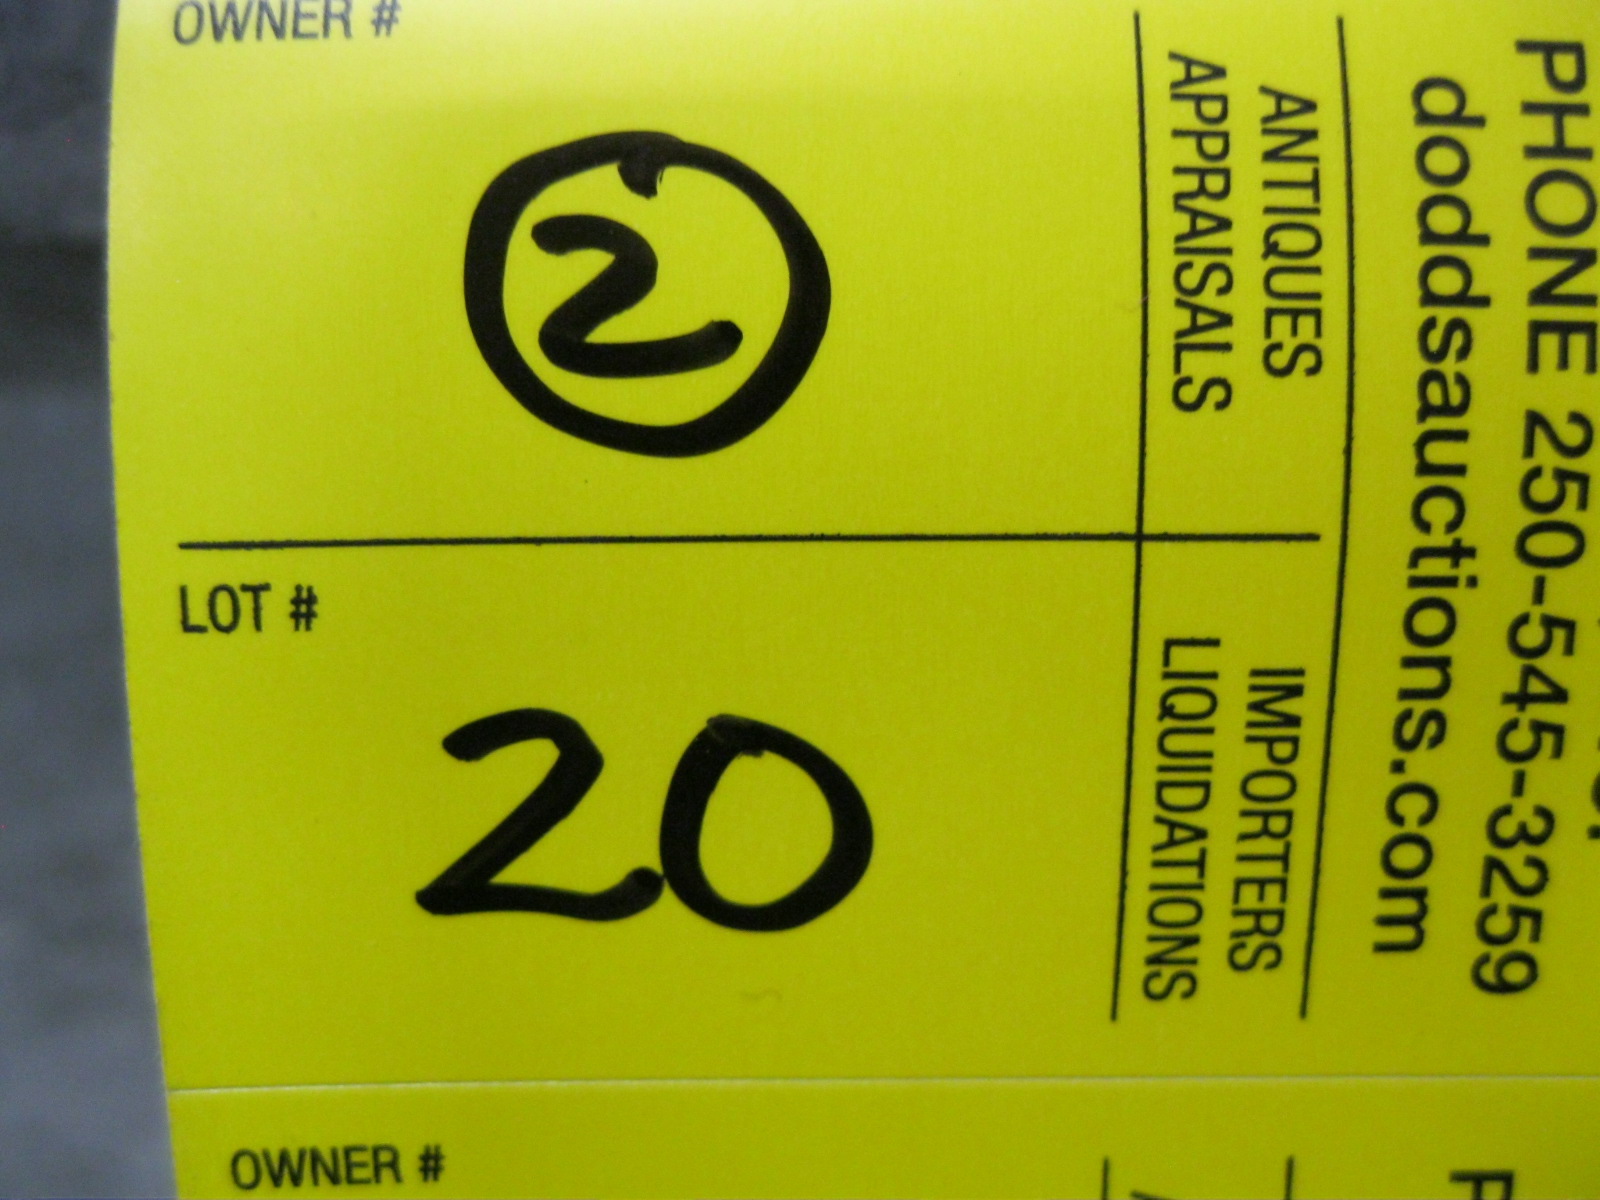 OWNER #
2
LOT #
20
ANTIQUES
APPRAISALS
IMPORTERS
LIQUIDATIONS
PHONE 250-545-3259
doddsauctions.com
OWNER #